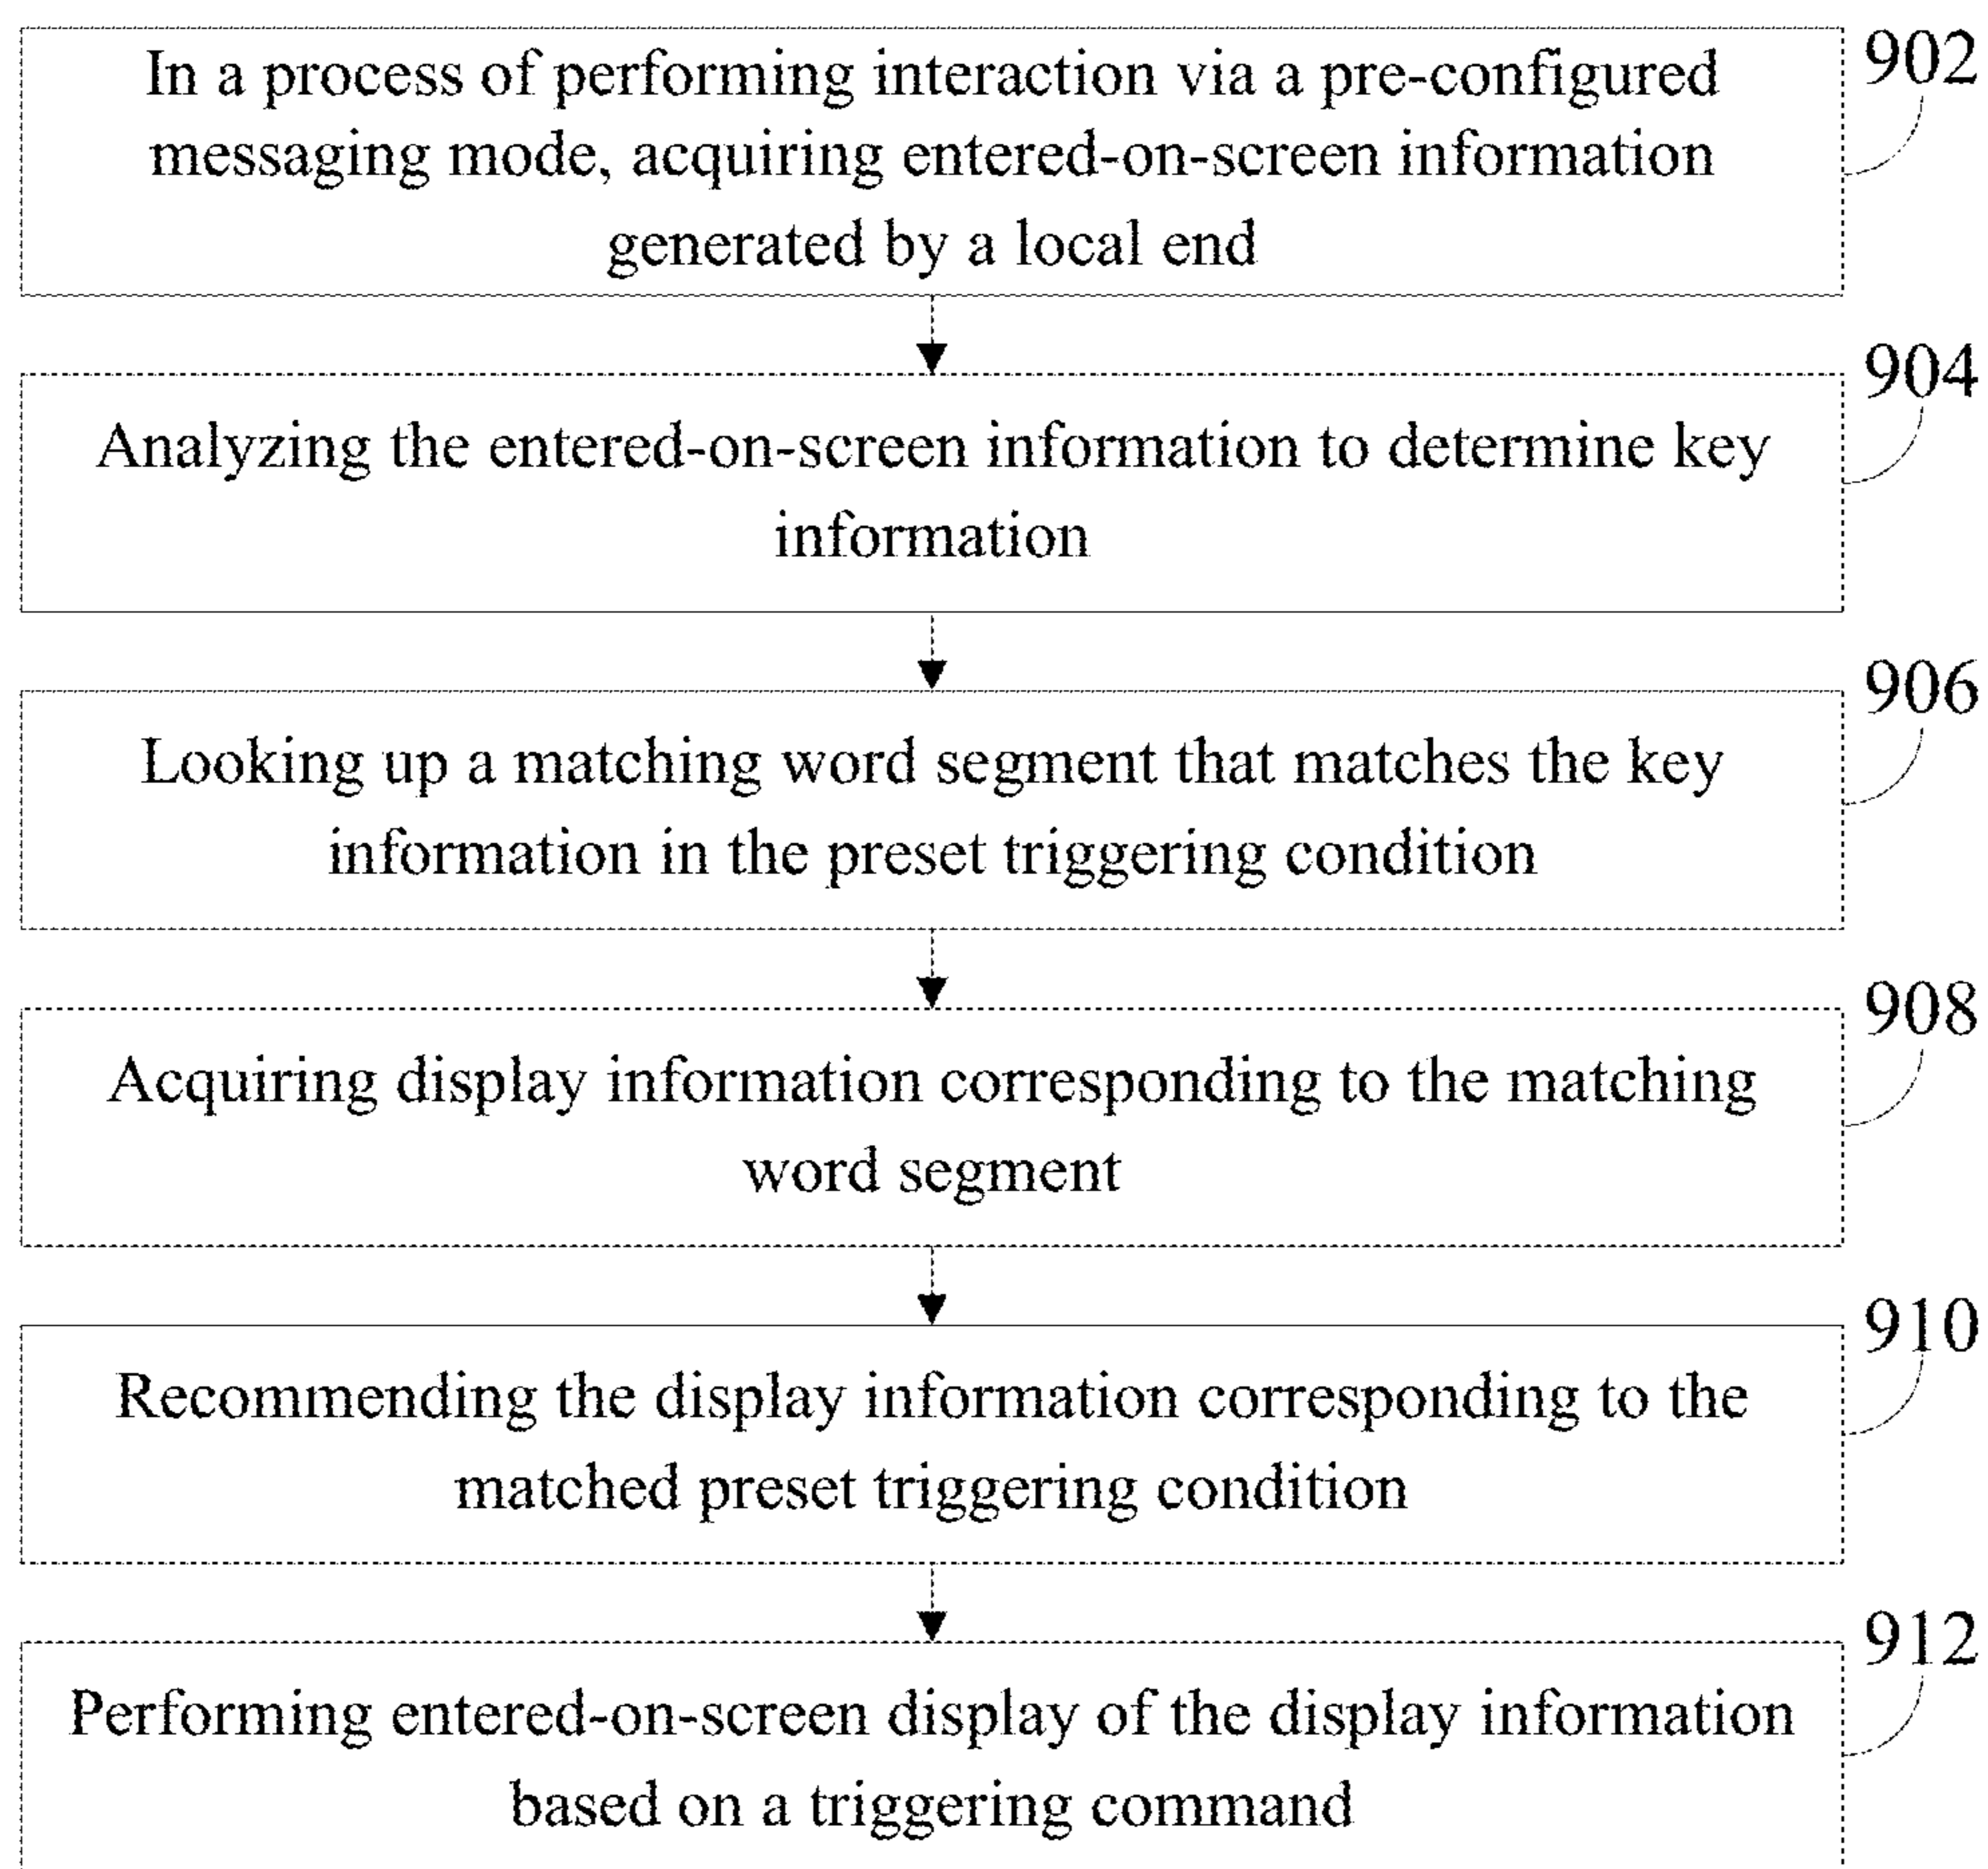 In a process of performing interaction via a pre-configured
902
messaging mode, acquiring entered-on-screen information
generated by a local end
904
Analyzing the entered-on-screen information to determine key
information
906
Looking up a matching word segment that matches the key
information in the preset triggering condition
908
Acquiring display information corresponding to the matching
word segment
910
Recommending the display information corresponding to the
matched preset triggering condition
912
Performing entered-on-screen display of the display information
based on a triggering command